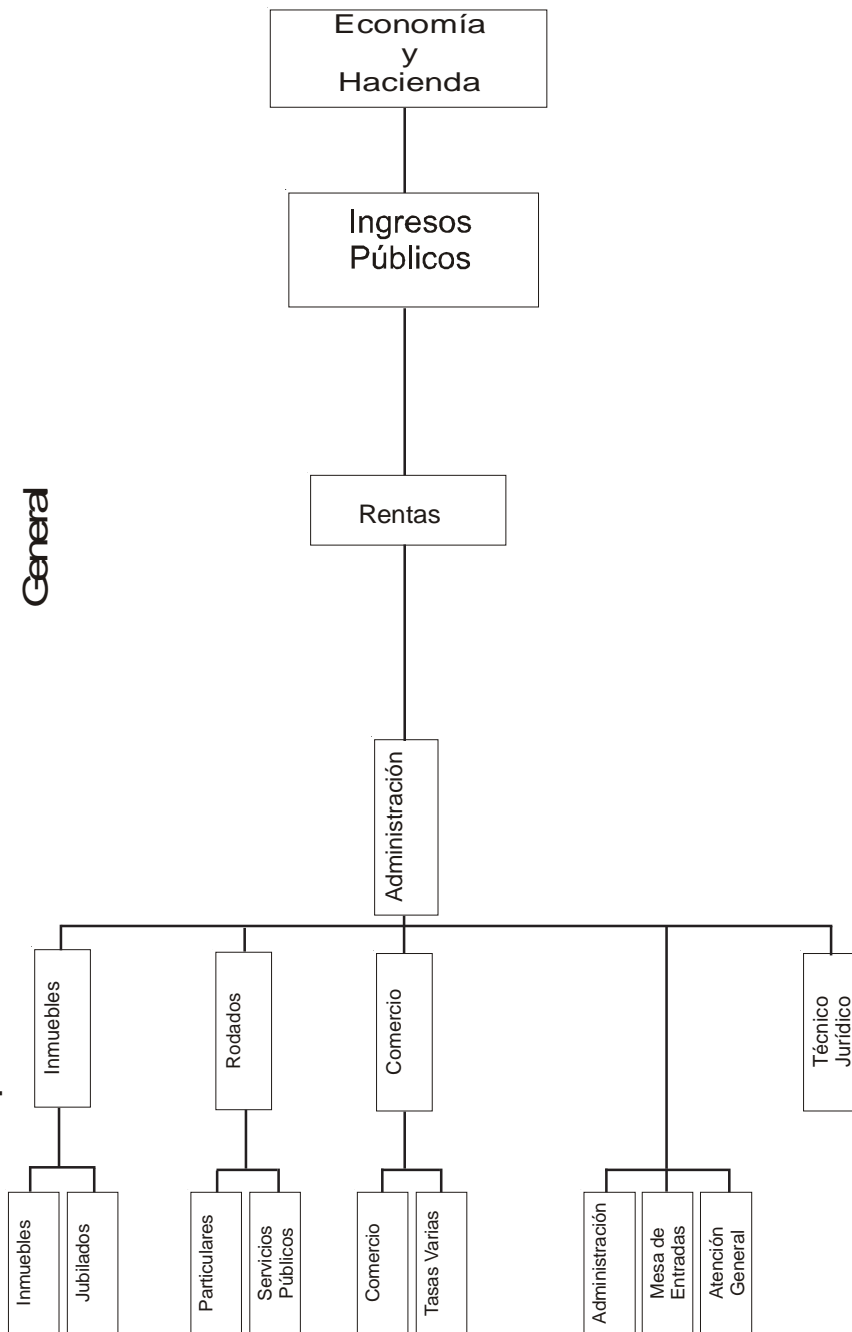 Economía
y
Hacienda
Ingresos
Públicos
General
Rentas
Administración
Inmuebles
Rodados
Comercio
Técnico
Jurídico
Inmuebles
Jubilados
Particulares
Servicios
Públicos
Comercio
Tasas Varias
Administración
Mesa de
Entradas
Atención
General